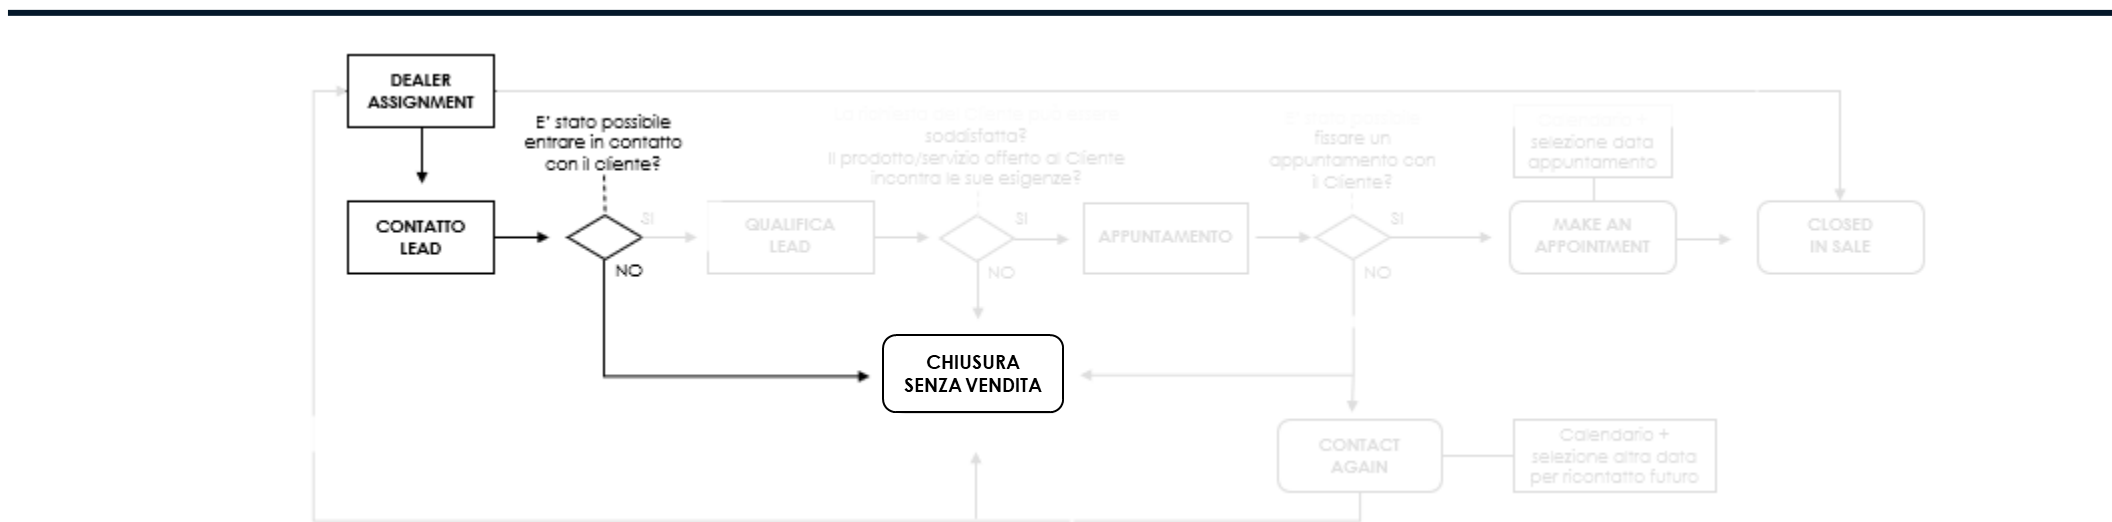 DEALER
ASSIGNMENT
E' stato possibile
entrare in contatto
con il cliente?
La richiesta del Cliente può essere
soddisfatta?
Il prodotto/servizio offerto al Cliente
incontra le sue esigenze?
E' stato possibile
fissare un
appuntamento con
il Cliente?
Calendario +
selezione data
appuntamento
CONTATTO
LEAD
SI
NO
QUALIFICA
LEAD
SI
NO
APPUNTAMENTO
SI
NO
MAKE AN
APPOINTMENT
CLOSED
IN SALE
CHIUSURA
SENZA VENDITA
CONTACT
AGAIN
Calendario +
selezione altra data
per ricontatto futuro